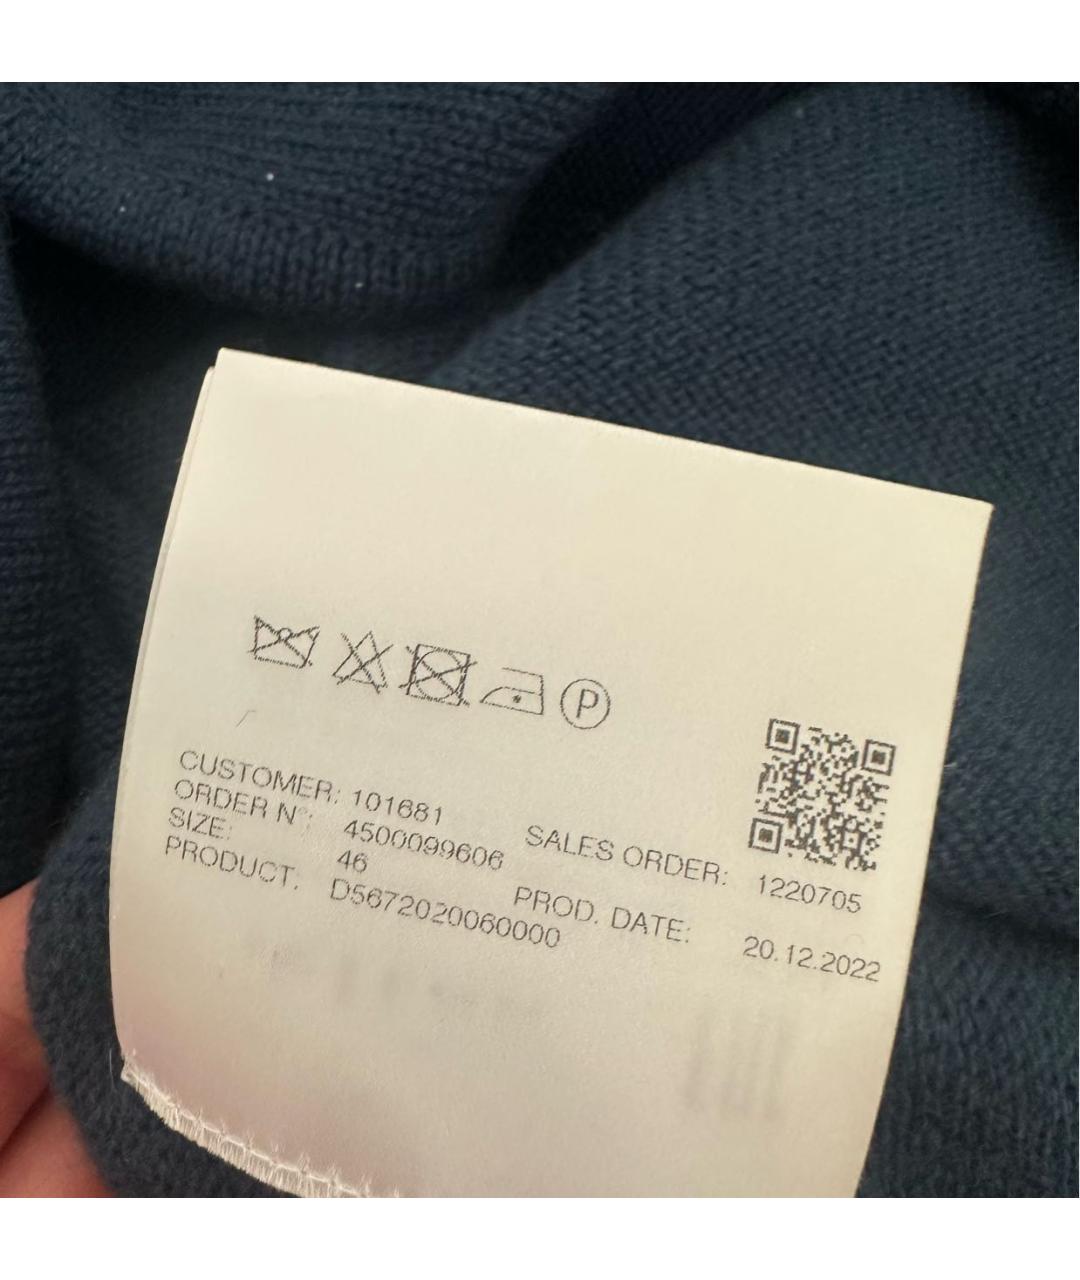 P
CUSTOMER: 101681
ORDER N°: 4500099606 SALES ORDER: 1220705
SIZE: 46 PROD. DATE: 20.12.2022
PRODUCT. D5672020060000